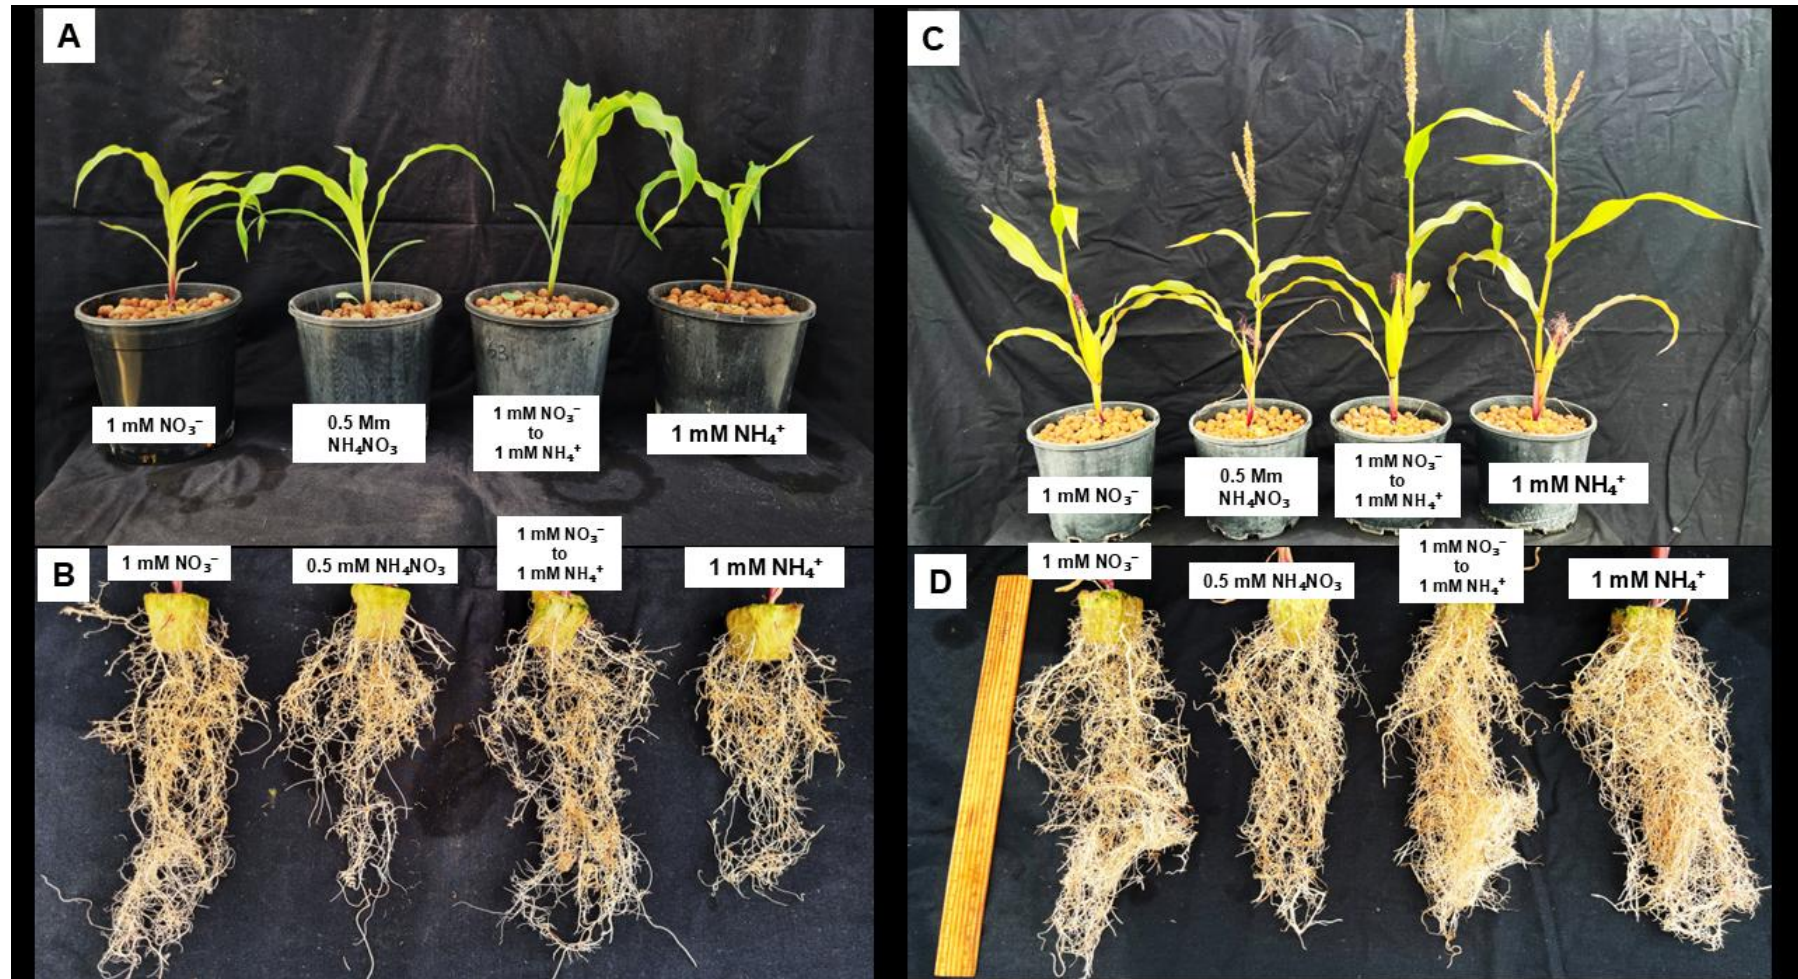 A
1 mM NO₃⁻
0.5 Mm
NH₄NO₃
1 mM NO₃⁻
to
1 mM NH₄⁺
1 mM NH₄⁺
B
1 mM NO₃⁻
0.5 mM NH₄NO₃
1 mM NO₃⁻
to
1 mM NH₄⁺
1 mM NH₄⁺
C
1 mM NO₃⁻
0.5 Mm
NH₄NO₃
1 mM NO₃⁻
to
1 mM NH₄⁺
1 mM NH₄⁺
D
1 mM NO₃⁻
0.5 mM NH₄NO₃
1 mM NO₃⁻
to
1 mM NH₄⁺
1 mM NH₄⁺